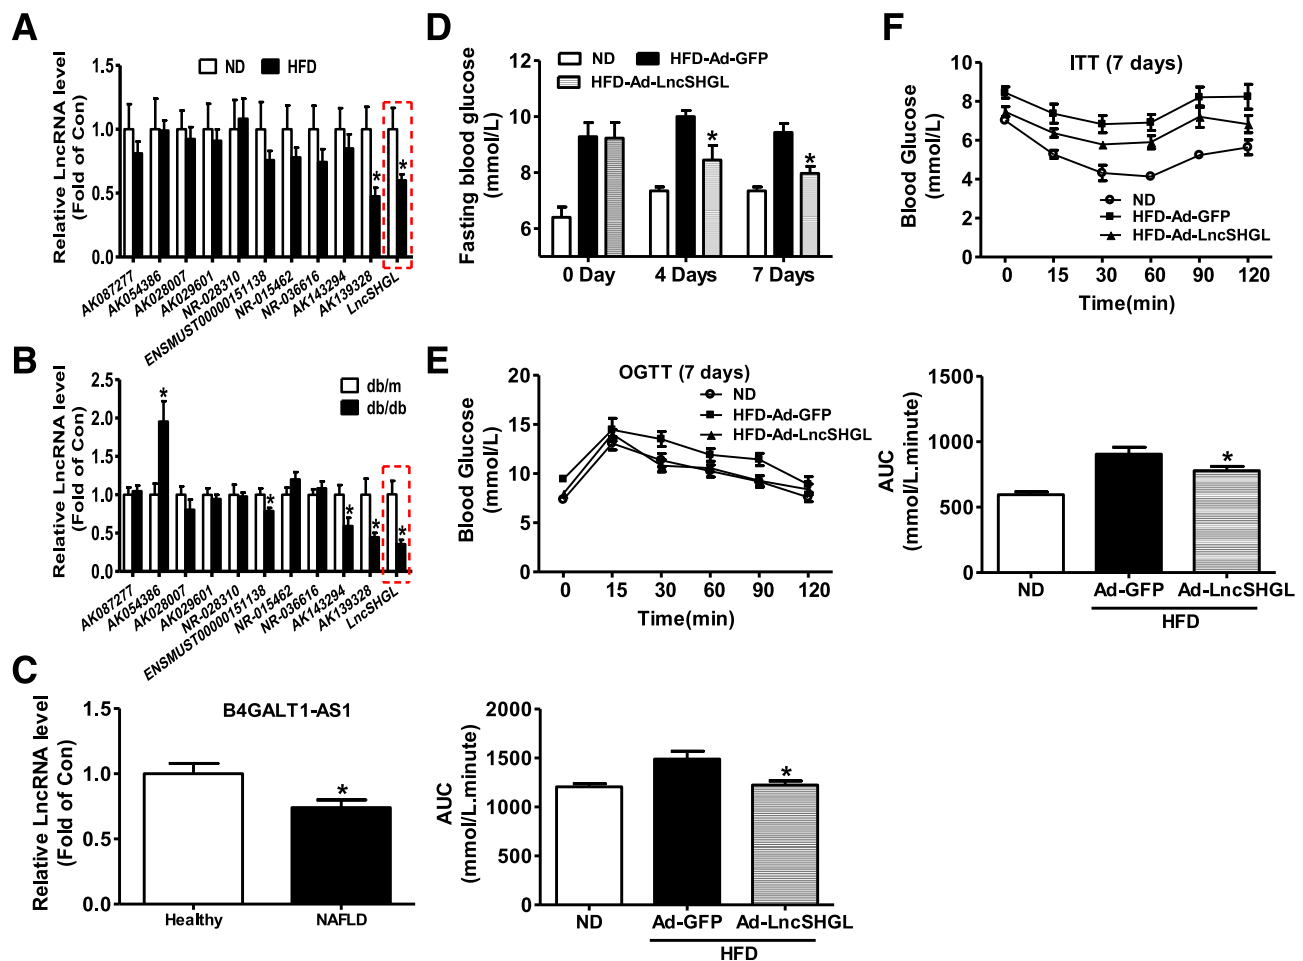 A
Relative LncRNA level
(Fold of Con)
1.5
1.0
0.5
0.0
ND HFD
*
*
AK087277
AK054386
AK028007
AK029601
NR-028310
ENSMUST00000151138
NR-015462
NR-036616
AK143294
AK139328
LncSHGL
B
Relative LncRNA level
(Fold of Con)
2.5
2.0
1.5
1.0
0.5
0.0
db/m
db/db
*
*
*
*
*
AK087277
AK054386
AK028007
AK029601
NR-028310
ENSMUST00000151138
NR-015462
NR-036616
AK143294
AK139328
LncSHGL
C
Relative LncRNA level
(Fold of Con)
B4GALT1-AS1
1.5
1.0
0.5
0.0
*
Healthy NAFLD
D
Fasting blood glucose
(mmol/L)
12
10
8
6
ND HFD-Ad-GFP
HFD-Ad-LncSHGL
*
*
0 Day 4 Days 7 Days
E
Blood Glucose
(mmol/L)
OGTT (7 days)
20
15
10
5
0
ND
HFD-Ad-GFP
HFD-Ad-LncSHGL
0 15 30 60 90 120
Time(min)
AUC
(mmol/L.minute)
2000
1500
1000
500
0
*
ND Ad-GFP Ad-LncSHGL
HFD
F
Blood Glucose
(mmol/L)
ITT (7 days)
10
8
6
4
2
0
ND
HFD-Ad-GFP
HFD-Ad-LncSHGL
0 15 30 60 90 120
Time(min)
AUC
(mmol/L.minute)
1500
1000
500
0
*
ND Ad-GFP Ad-LncSHGL
HFD